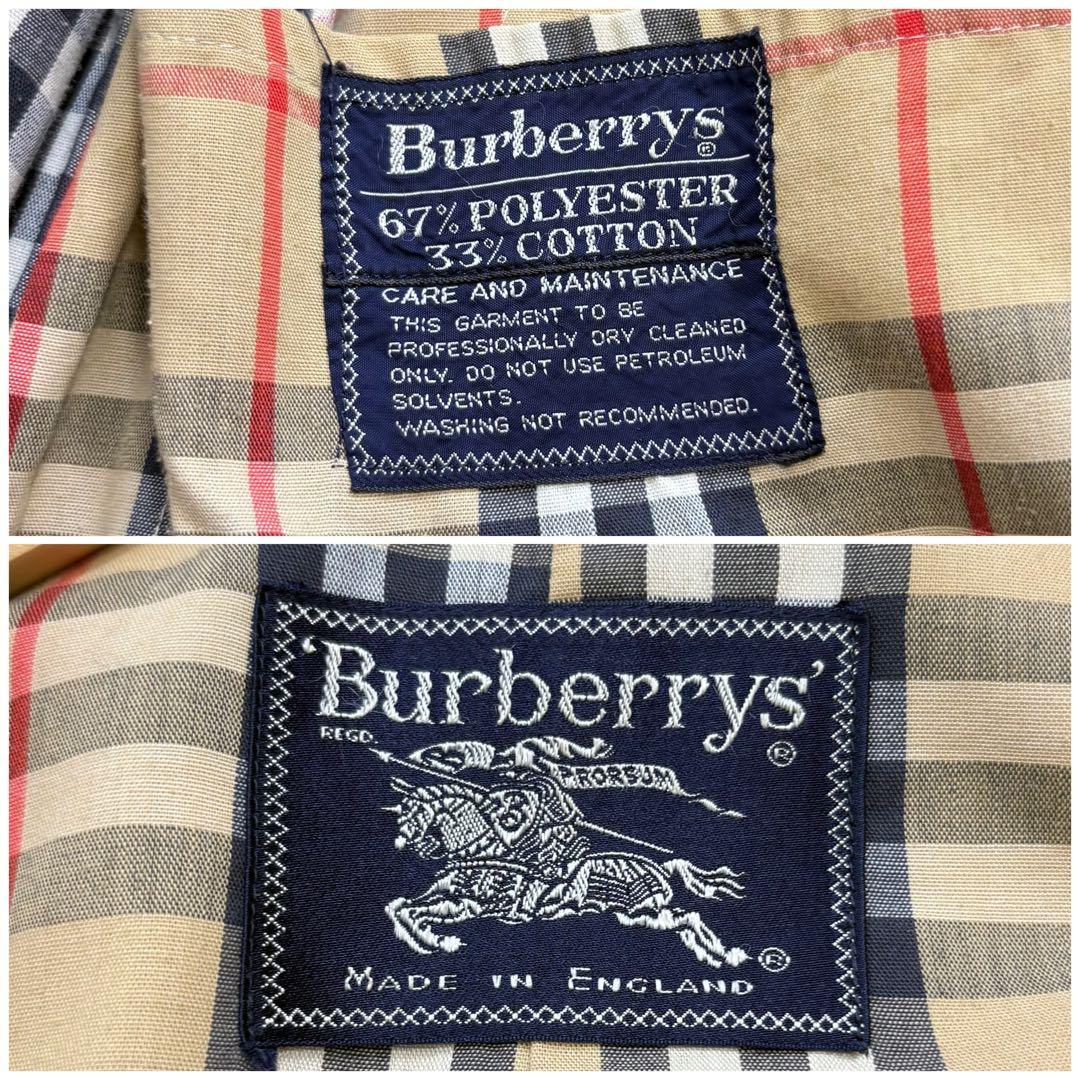 Burberrys®
67% POLYESTER
33% COTTON
CARE AND MAINTENANCE
THIS GARMENT TO BE
PROFESSIONALLY DRY CLEANED
ONLY. DO NOT USE PETROLEUM
SOLVENTS.
WASHING NOT RECOMMENDED.
'Burberrys'®
REGD.
PRORSUM
®
MADE IN ENGLAND